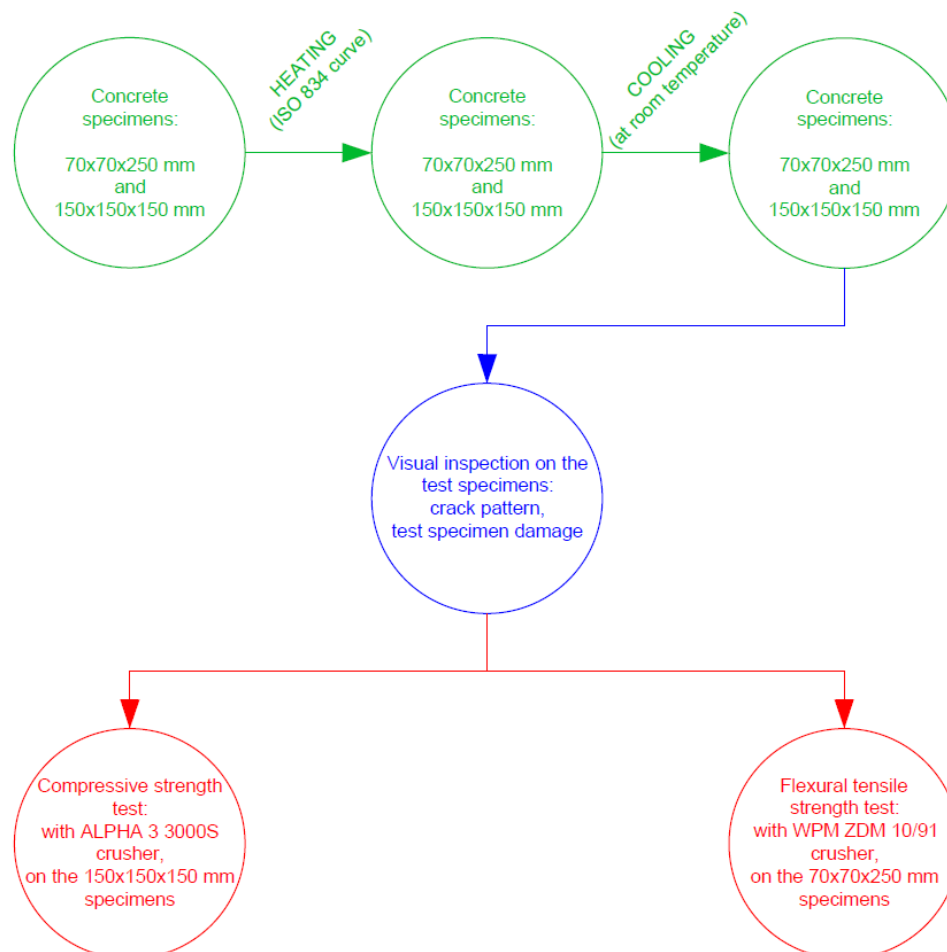 Concrete
specimens:
70x70x250 mm
and
150x150x150 mm
HEATING
(ISO 834 curve)
Concrete
specimens:
70x70x250 mm
and
150x150x150 mm
COOLING
(at room temperature)
Concrete
specimens:
70x70x250 mm
and
150x150x150 mm
Visual inspection on the
test specimens:
crack pattern,
test specimen damage
Compressive strength
test:
with ALPHA 3 3000S
crusher,
on the 150x150x150 mm
specimens
Flexural tensile
strength test:
with WPM ZDM 10/91
crusher,
on the 70x70x250 mm
specimens